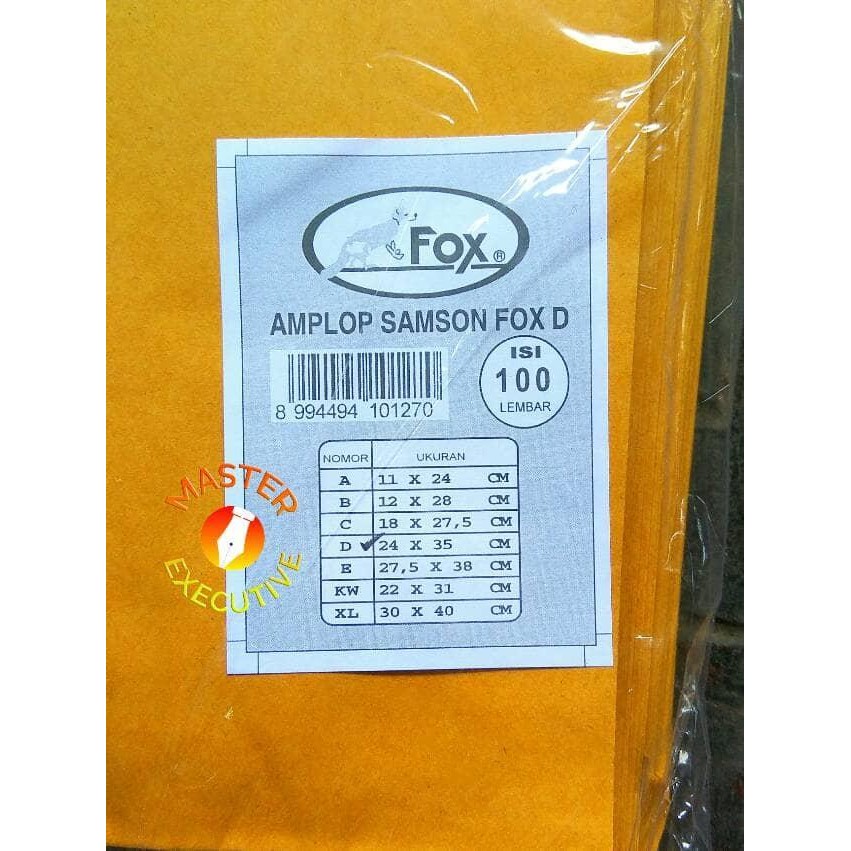 Fox ®
AMPLOP SAMSON FOX D
ISI
100
LEMBAR
8 994494 101270
NOMOR UKURAN
A 11 X 24 CM
B 12 X 28 CM
C 18 X 27,5 CM
D 24 X 35 CM
E 27,5 X 38 CM
KW 22 X 31 CM
XL 30 X 40 CM
MASTER
EXECUTIVE